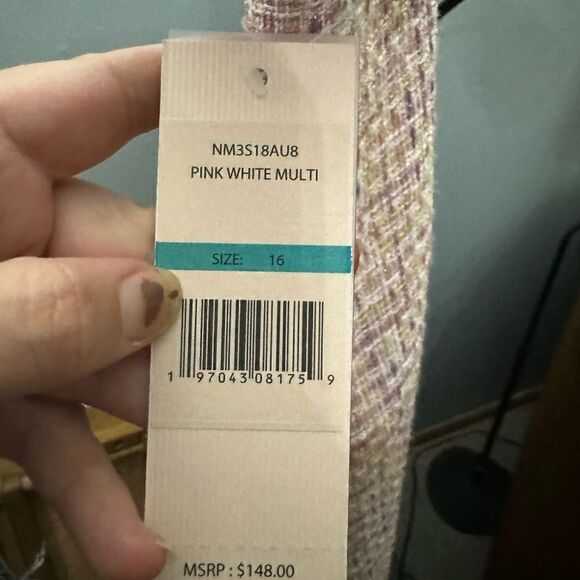 NM3S18AU8
PINK WHITE MULTI
SIZE: 16
1 97043 08175 9
MSRP : $148.00